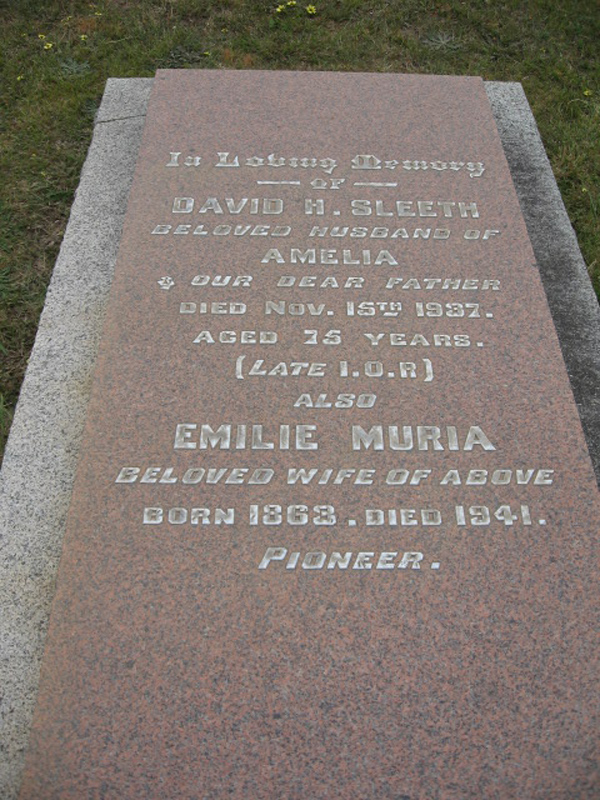 In Loving Memory
OF
DAVID H. SLEETH
BELOVED HUSBAND OF
AMELIA
& OUR DEAR FATHER
DIED NOV. 15TH 1937.
AGED 75 YEARS.
(LATE I.O.R)
ALSO
EMILIE MURIA
BELOVED WIFE OF ABOVE
BORN 1863, DIED 1941.
PIONEER.